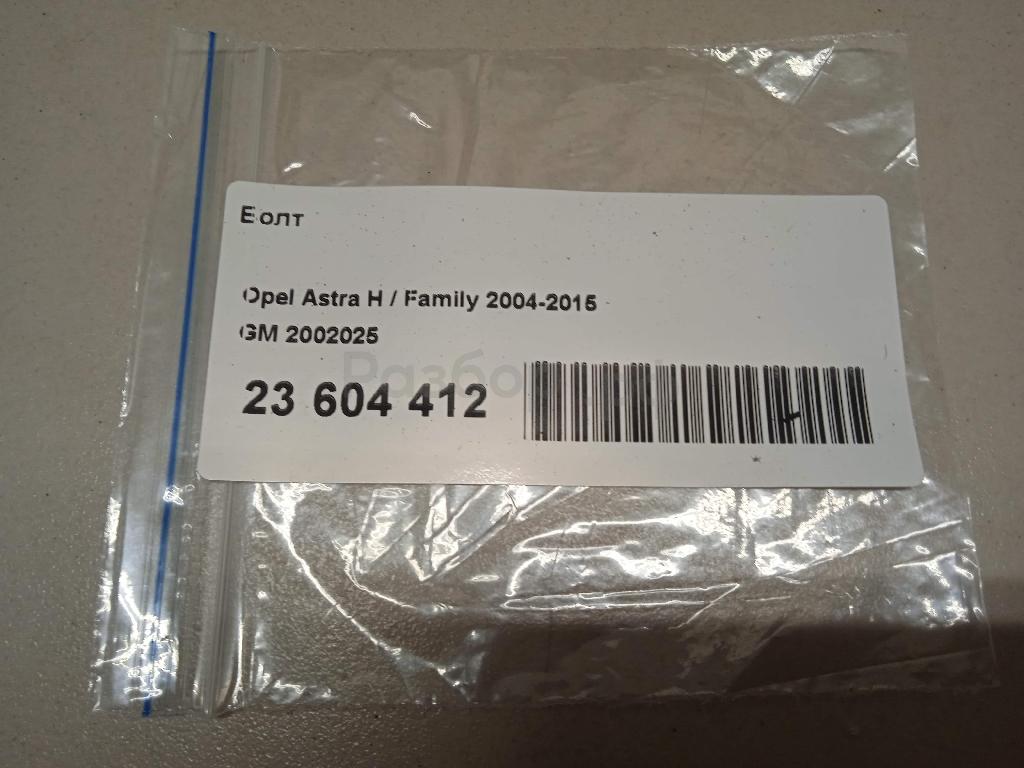 Болт
Opel Astra H / Family 2004-2015
GM 2002025
23 604 412